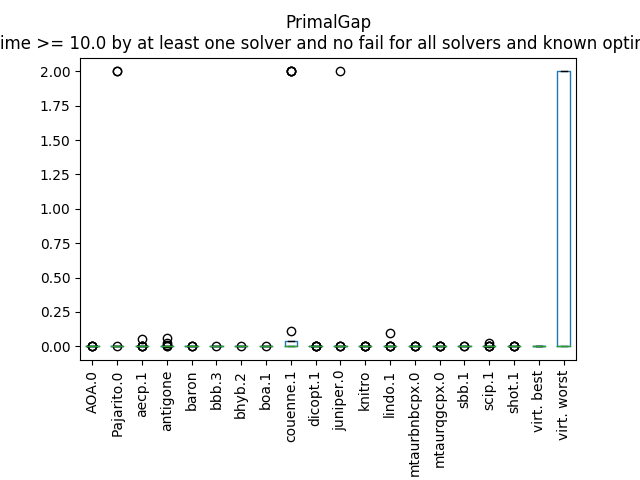 PrimalGap
ime >= 10.0 by at least one solver and no fail for all solvers and known optim
2.00
1.75
1.50
1.25
1.00
0.75
0.50
0.25
0.00
AOA.0
Pajarito.0
aecp.1
antigone
baron
bbb.3
bhyb.2
boa.1
couenne.1
dicopt.1
juniper.0
knitro
lindo.1
mtaurbnbcpx.0
mtaurqgcpx.0
sbb.1
scip.1
shot.1
virt. best
virt. worst